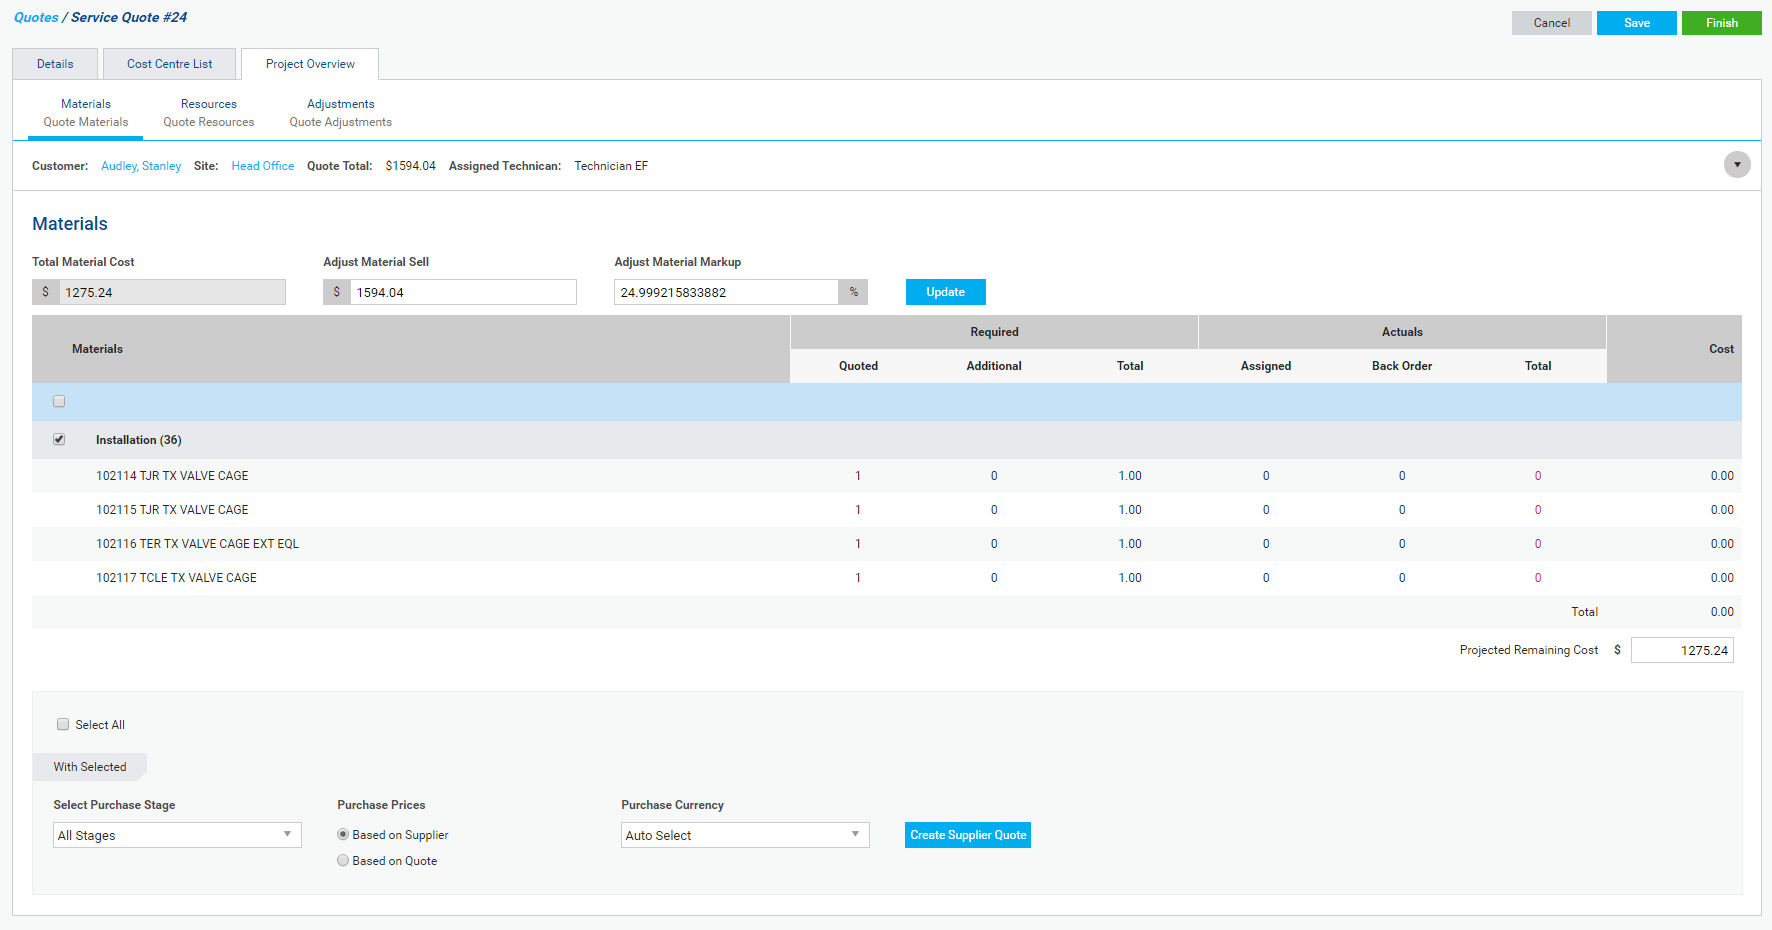 Quotes / Service Quote #24
Cancel Save Finish
Details Cost Centre List Project Overview
Materials Resources Adjustments
Quote Materials Quote Resources Quote Adjustments
Customer: Audley, Stanley Site: Head Office Quote Total: $1594.04 Assigned Technican: Technician EF
Materials
Total Material Cost Adjust Material Sell Adjust Material Markup
$ 1275.24 $ 1594.04 24.999215833882 % Update
Required Actuals
Materials Cost
Quoted Additional Total Assigned Back Order Total
Installation (36)
102114 TJR TX VALVE CAGE 1 0 1.00 0 0 0 0.00
102115 TJR TX VALVE CAGE 1 0 1.00 0 0 0 0.00
102116 TER TX VALVE CAGE EXT EQL 1 0 1.00 0 0 0 0.00
102117 TCLE TX VALVE CAGE 1 0 1.00 0 0 0 0.00
Total 0.00
Projected Remaining Cost $ 1275.24
Select All
With Selected
Select Purchase Stage Purchase Prices Purchase Currency
All Stages Based on Supplier Auto Select Create Supplier Quote
Based on Quote